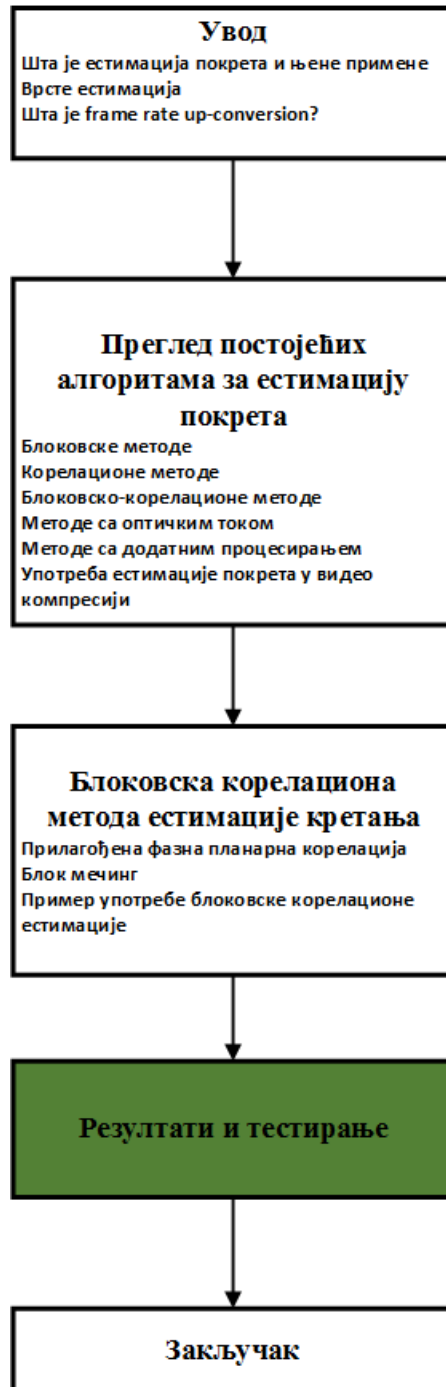 Увод
Шта је естимација покрета и њене примене
Врсте естимација
Шта је frame rate up-conversion?
Преглед постојећих
алгоритама за естимацију
покрета
Блоковске методе
Корелационе методе
Блоковско-корелационе методе
Методе са оптичким током
Методе са додатним процесирањем
Употреба естимације покрета у видео
компресији
Блоковска корелациона
метода естимације кретања
Прилагођена фазна планарна корелација
Блок мечинг
Пример употребе блоковске корелационе
естимације
Резултати и тестирање
Закључак